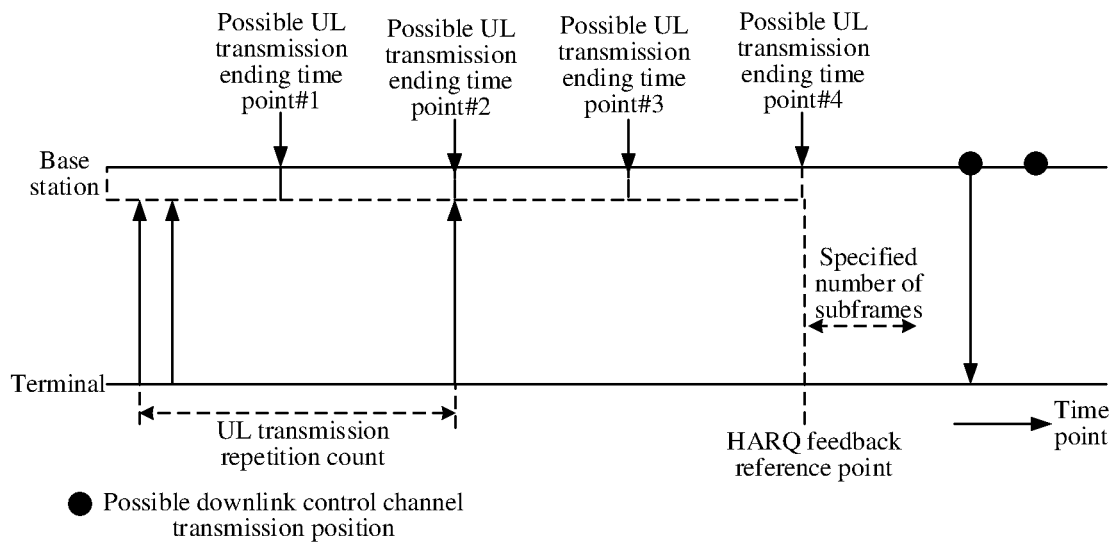 Possible UL
transmission
ending time
point#1
Possible UL
transmission
ending time
point#2
Possible UL
transmission
ending time
point#3
Possible UL
transmission
ending time
point#4
Base
station
Specified
number of
subframes
Terminal
UL transmission
repetition count
HARQ feedback
reference point
Time
point
Possible downlink control channel
transmission position